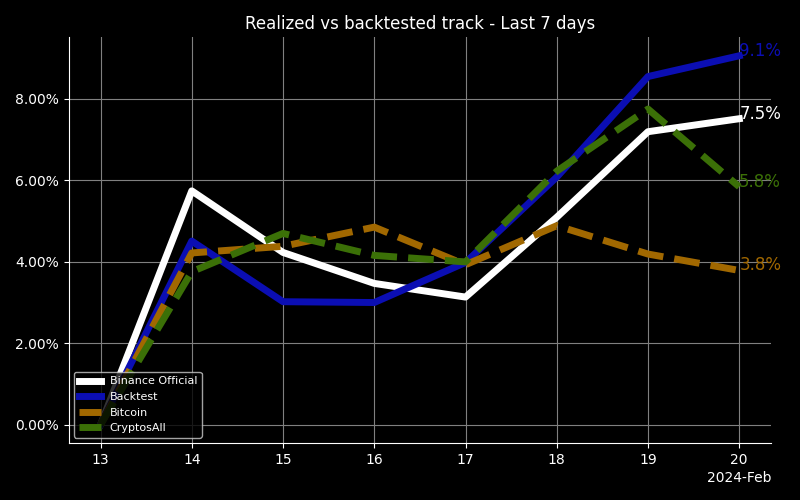 Realized vs backtested track - Last 7 days
9.1%
8.00%
7.5%
6.00%
5.8%
4.00%
3.8%
2.00%
0.00%
Binance Official
Backtest
Bitcoin
CryptosAll
13 14 15 16 17 18 19 20
2024-Feb